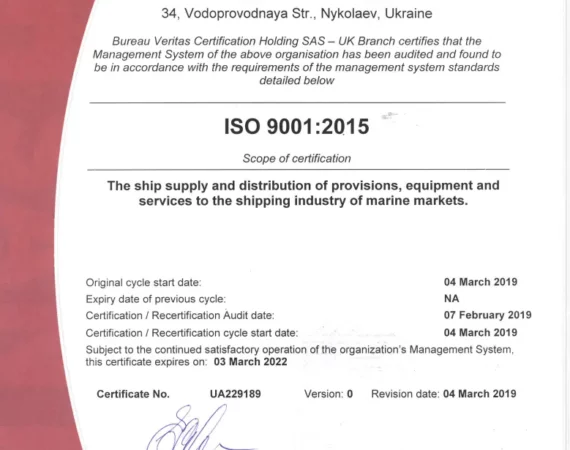 34, Vodoprovodnaya Str., Nykolaev, Ukraine
Bureau Veritas Certification Holding SAS – UK Branch certifies that the
Management System of the above organisation has been audited and found to
be in accordance with the requirements of the management system standards
detailed below
ISO 9001:2015
Scope of certification
The ship supply and distribution of provisions, equipment and
services to the shipping industry of marine markets.
Original cycle start date: 04 March 2019
Expiry date of previous cycle: NA
Certification / Recertification Audit date: 07 February 2019
Certification / Recertification cycle start date: 04 March 2019
Subject to the continued satisfactory operation of the organization's Management System,
this certificate expires on: 03 March 2022
Certificate No. UA229189 Version: 0 Revision date: 04 March 2019